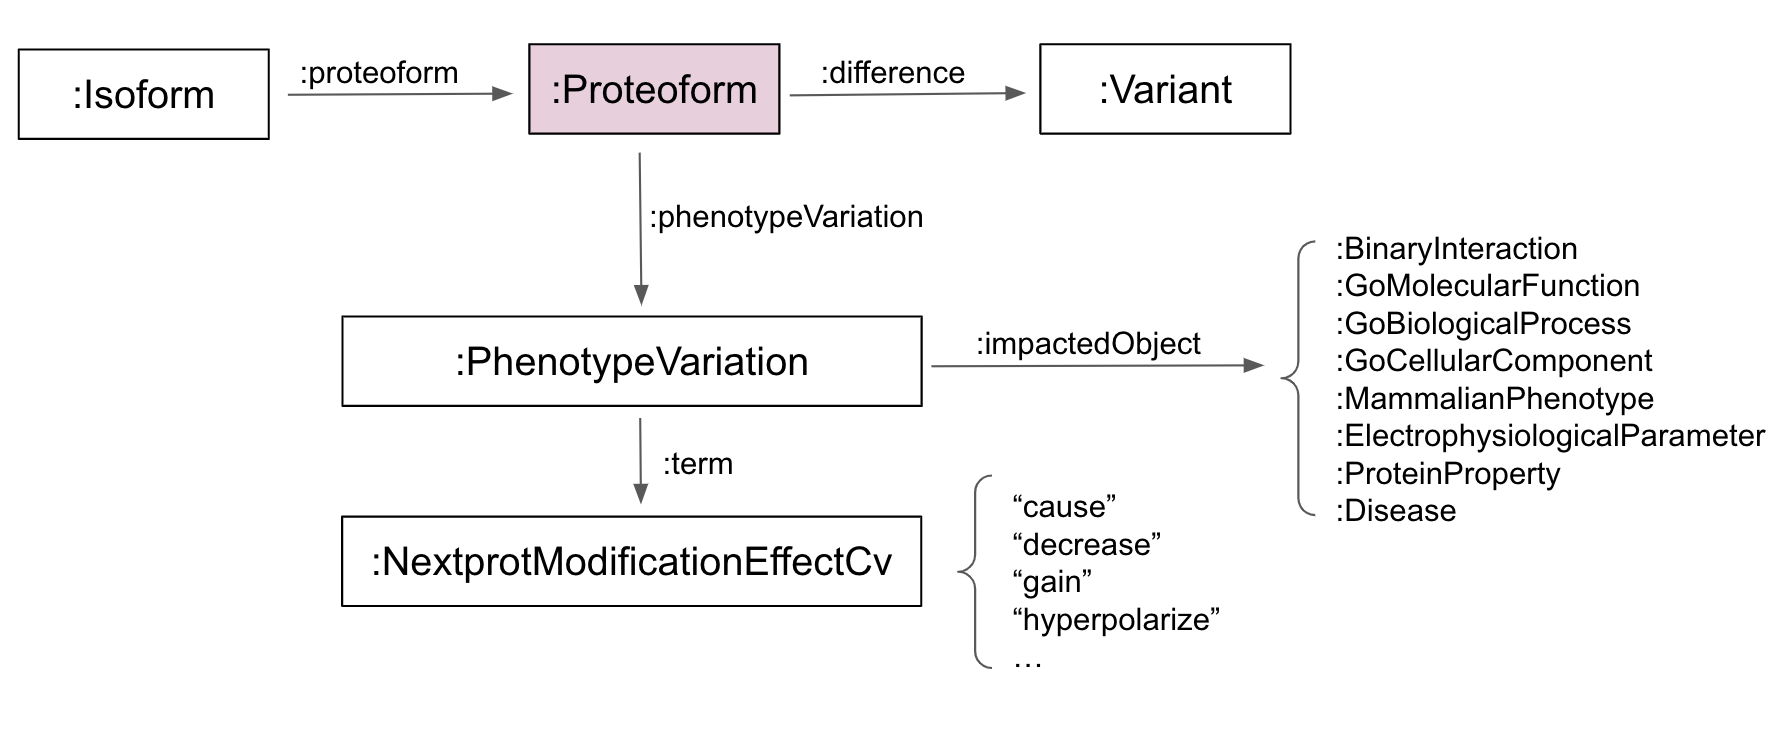 :Isoform
:proteoform
:Proteoform
:difference
:Variant
:phenotypeVariation
:PhenotypeVariation
:impactedObject
:BinaryInteraction
:GoMolecularFunction
:GoBiologicalProcess
:GoCellularComponent
:MammalianPhenotype
:ElectrophysiologicalParameter
:ProteinProperty
:Disease
:term
:NextprotModificationEffectCv
“cause”
“decrease”
“gain”
“hyperpolarize”
…